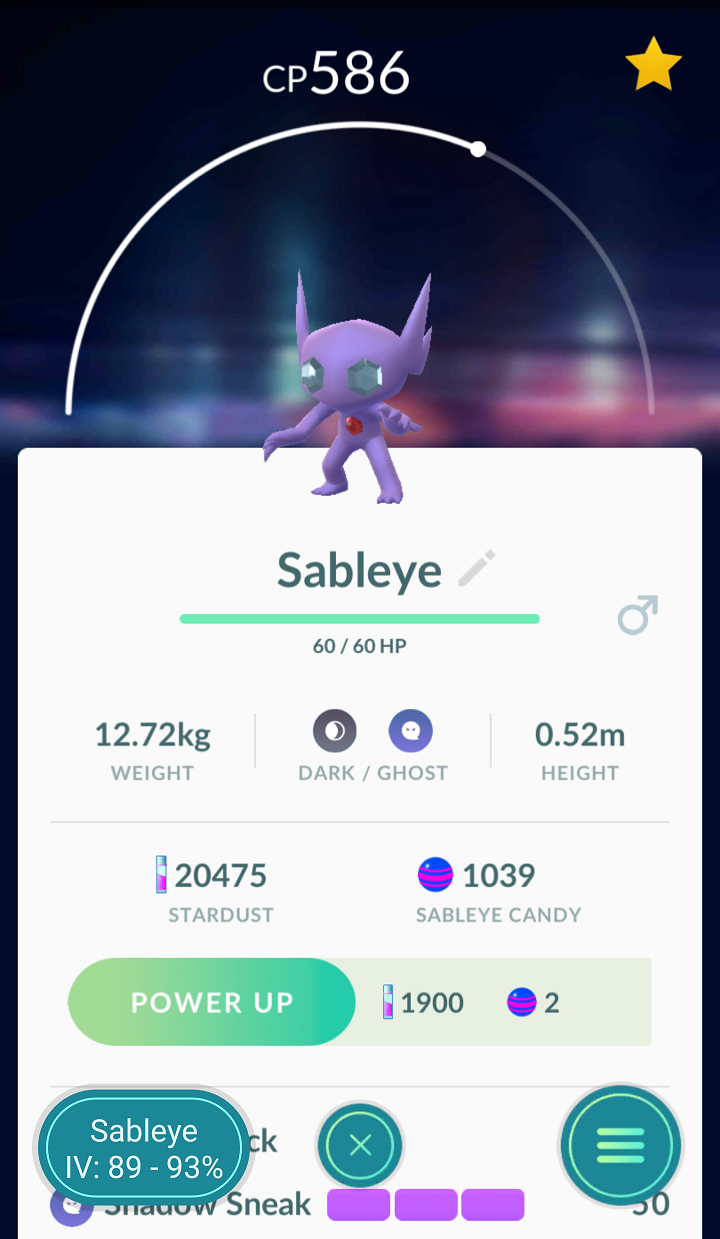 CP586
Sableye
60 / 60 HP
12.72kg
WEIGHT
DARK / GHOST
0.52m
HEIGHT
20475
STARDUST
1039
SABLEYE CANDY
POWER UP
1900
2
Sableye
IV: 89 - 93%
ck
Shadow Sneak
50